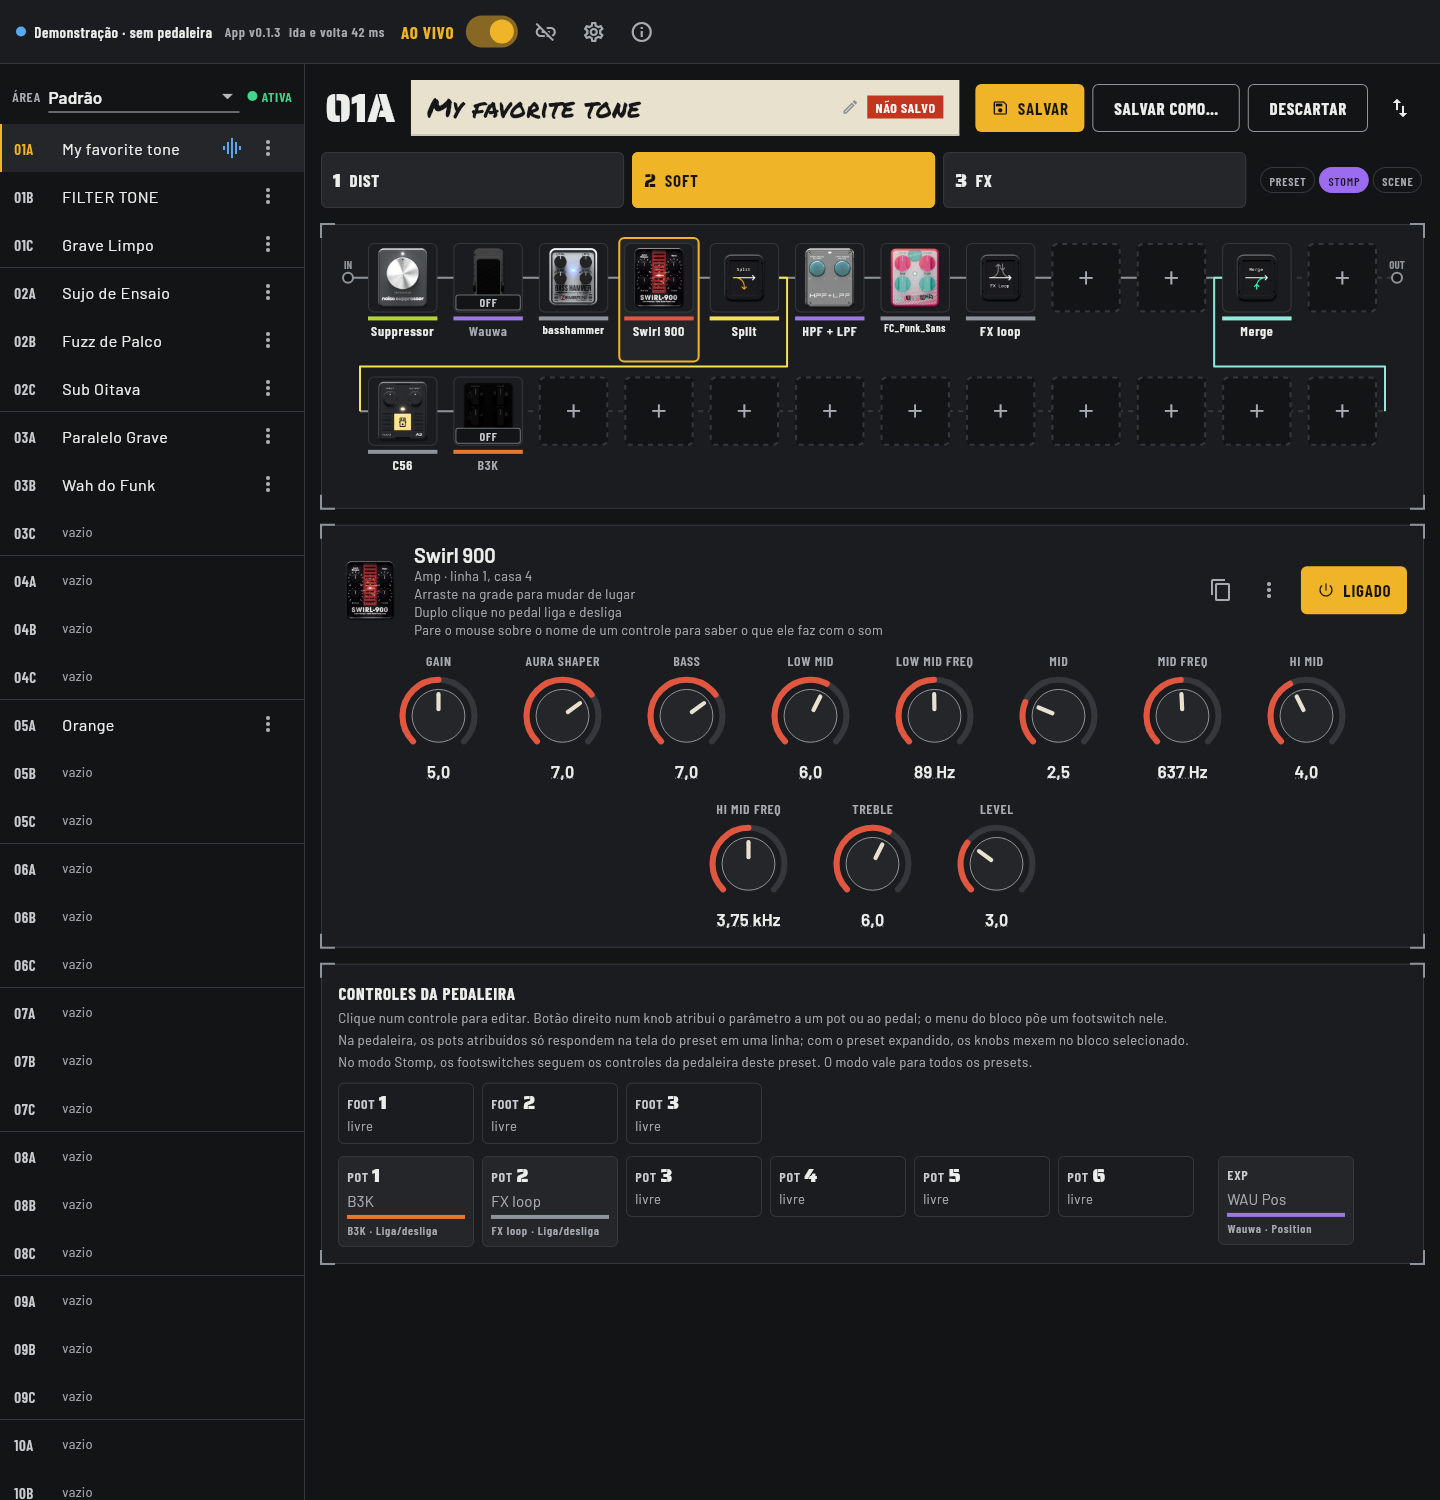 Demonstração · sem pedaleira App v0.1.3 Ida e volta 42 ms AO VIVO
ÁREA Padrão ATIVA
01A My favorite tone
01B FILTER TONE
01C Grave Limpo
02A Sujo de Ensaio
02B Fuzz de Palco
02C Sub Oitava
03A Paralelo Grave
03B Wah do Funk
03C vazio
04A vazio
04B vazio
04C vazio
05A Orange
05B vazio
05C vazio
06A vazio
06B vazio
06C vazio
07A vazio
07B vazio
07C vazio
08A vazio
08B vazio
08C vazio
09A vazio
09B vazio
09C vazio
10A vazio
10B vazio
01A My favorite tone NÃO SALVO SALVAR SALVAR COMO... DESCARTAR
1 DIST 2 SOFT 3 FX PRESET STOMP SCENE
IN OUT
noise suppressor OFF BASS HAMMER SWIRL-900 Split HPF+LPF FX Loop Merge
Suppressor Wauwa basshammer Swirl 900 Split HPF + LPF FC_Punk_Sans FX loop Merge
OFF
C56 B3K
Swirl 900
SWIRL-900
Amp · linha 1, casa 4
Arraste na grade para mudar de lugar
Duplo clique no pedal liga e desliga
Pare o mouse sobre o nome de um controle para saber o que ele faz com o som
LIGADO
GAIN AURA SHAPER BASS LOW MID LOW MID FREQ MID MID FREQ HI MID
5,0 7,0 7,0 6,0 89 Hz 2,5 637 Hz 4,0
HI MID FREQ TREBLE LEVEL
3,75 kHz 6,0 3,0
CONTROLES DA PEDALEIRA
Clique num controle para editar. Botão direito num knob atribui o parâmetro a um pot ou ao pedal; o menu do bloco põe um footswitch nele.
Na pedaleira, os pots atribuídos só respondem na tela do preset em uma linha; com o preset expandido, os knobs mexem no bloco selecionado.
No modo Stomp, os footswitches seguem os controles da pedaleira deste preset. O modo vale para todos os presets.
FOOT 1 FOOT 2 FOOT 3
livre livre livre
POT 1 POT 2 POT 3 POT 4 POT 5 POT 6 EXP
B3K FX loop livre livre livre livre WAU Pos
B3K · Liga/desliga FX loop · Liga/desliga Wauwa · Position